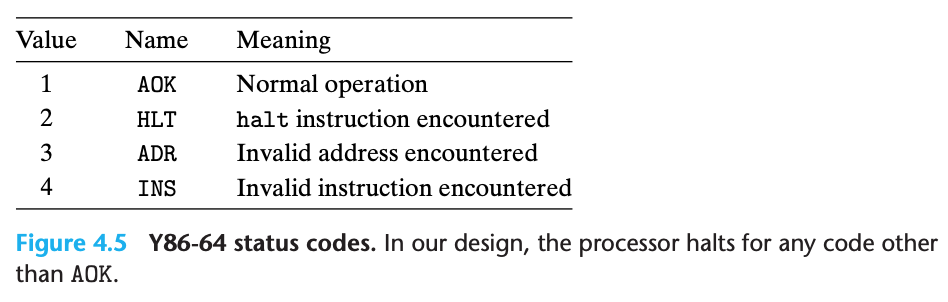 Value Name Meaning
1 AOK Normal operation
2 HLT halt instruction encountered
3 ADR Invalid address encountered
4 INS Invalid instruction encountered
Figure 4.5 Y86-64 status codes. In our design, the processor halts for any code other
than AOK.